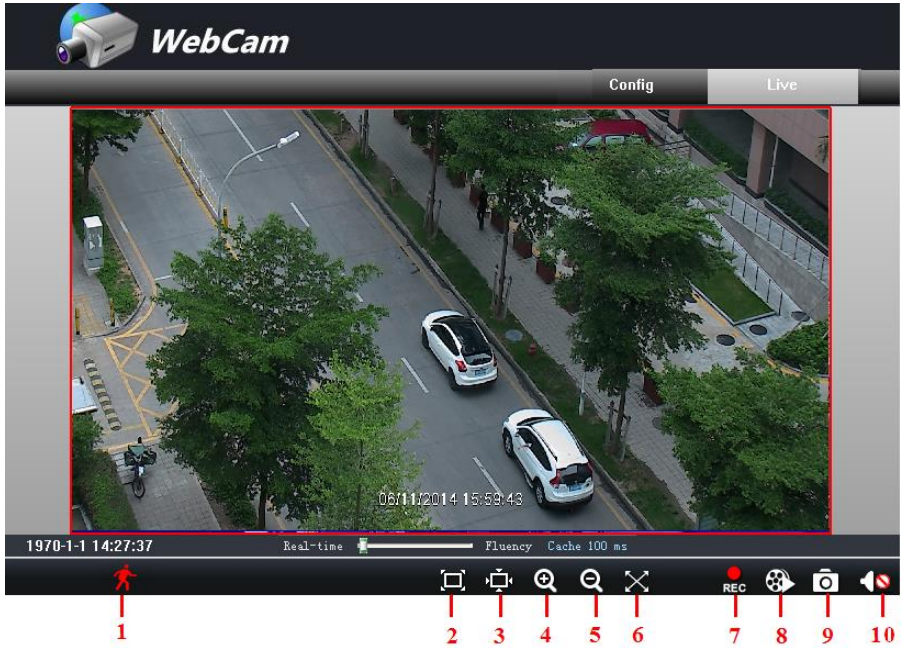 WebCam
Config Live
06/11/2014 15:59:43
1970-1-1 14:27:37 Real-time Fluency Cache 100 ms
REC
1 2 3 4 5 6 7 8 9 10